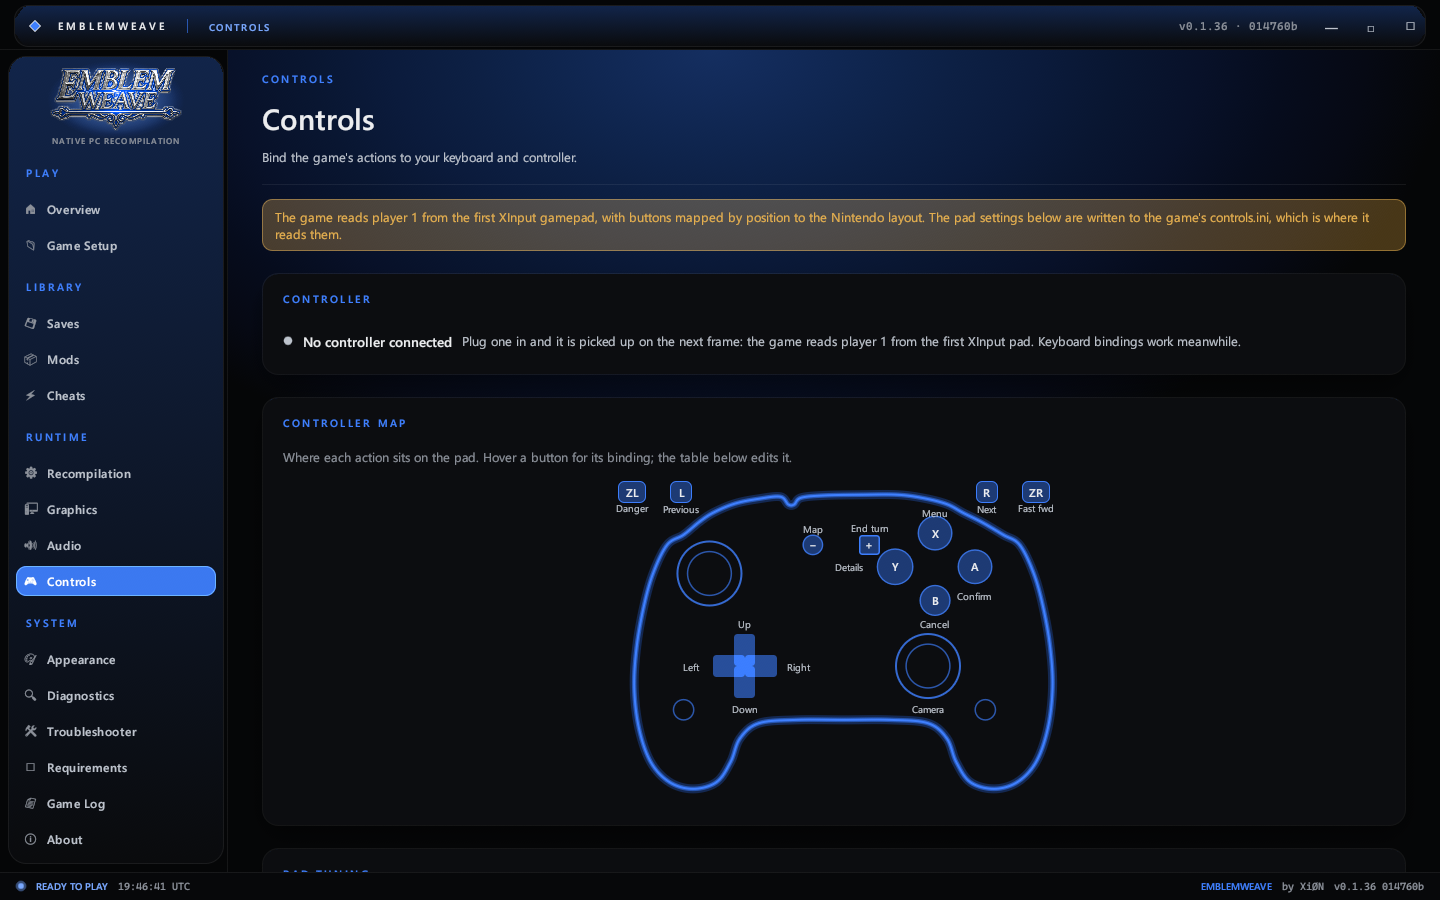 EMBLEMWEAVE
CONTROLS
v0.1.36 · 014760b
EMBLEM
WEAVE
NATIVE PC RECOMPILATION
PLAY
Overview
Game Setup
LIBRARY
Saves
Mods
Cheats
RUNTIME
Recompilation
Graphics
Audio
Controls
SYSTEM
Appearance
Diagnostics
Troubleshooter
Requirements
Game Log
About
CONTROLS
Controls
Bind the game's actions to your keyboard and controller.
The game reads player 1 from the first XInput gamepad, with buttons mapped by position to the Nintendo layout. The pad settings below are written to the game's controls.ini, which is where it
reads them.
CONTROLLER
No controller connected Plug one in and it is picked up on the next frame: the game reads player 1 from the first XInput pad. Keyboard bindings work meanwhile.
CONTROLLER MAP
Where each action sits on the pad. Hover a button for its binding; the table below edits it.
ZL
Danger
L
Previous
R
Next
ZR
Fast fwd
Menu
X
Map
−
End turn
+
Details
Y
A
Confirm
B
Cancel
Up
Left
Right
Down
Camera
READY TO PLAY 19:46:41 UTC
EMBLEMWEAVE by XiØN v0.1.36 014760b